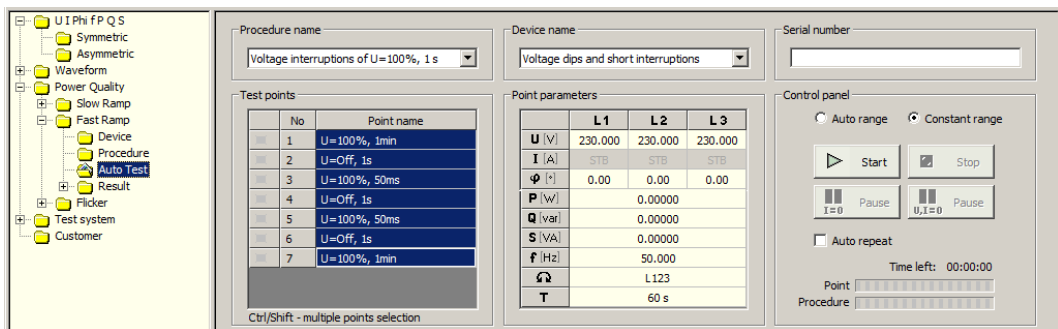 U I Phi f P Q S
Symmetric
Asymmetric
Waveform
Power Quality
Slow Ramp
Fast Ramp
Device
Procedure
Auto Test
Result
Flicker
Test system
Customer
Procedure name
Voltage interruptions of U=100%, 1 s
Device name
Voltage dips and short interruptions
Serial number
Test points
No Point name
1 U=100%, 1min
2 U=Off, 1s
3 U=100%, 50ms
4 U=Off, 1s
5 U=100%, 50ms
6 U=Off, 1s
7 U=100%, 1min
Ctrl/Shift - multiple points selection
Point parameters
L 1 L 2 L 3
U [V] 230.000 230.000 230.000
I [A] STB STB STB
φ [°] 0.00 0.00 0.00
P [W] 0.00000
Q [var] 0.00000
S [VA] 0.00000
f [Hz] 50.000
L123
T 60 s
Control panel
Auto range Constant range
Start Stop
I=0 Pause U,I=0 Pause
Auto repeat
Time left: 00:00:00
Point
Procedure